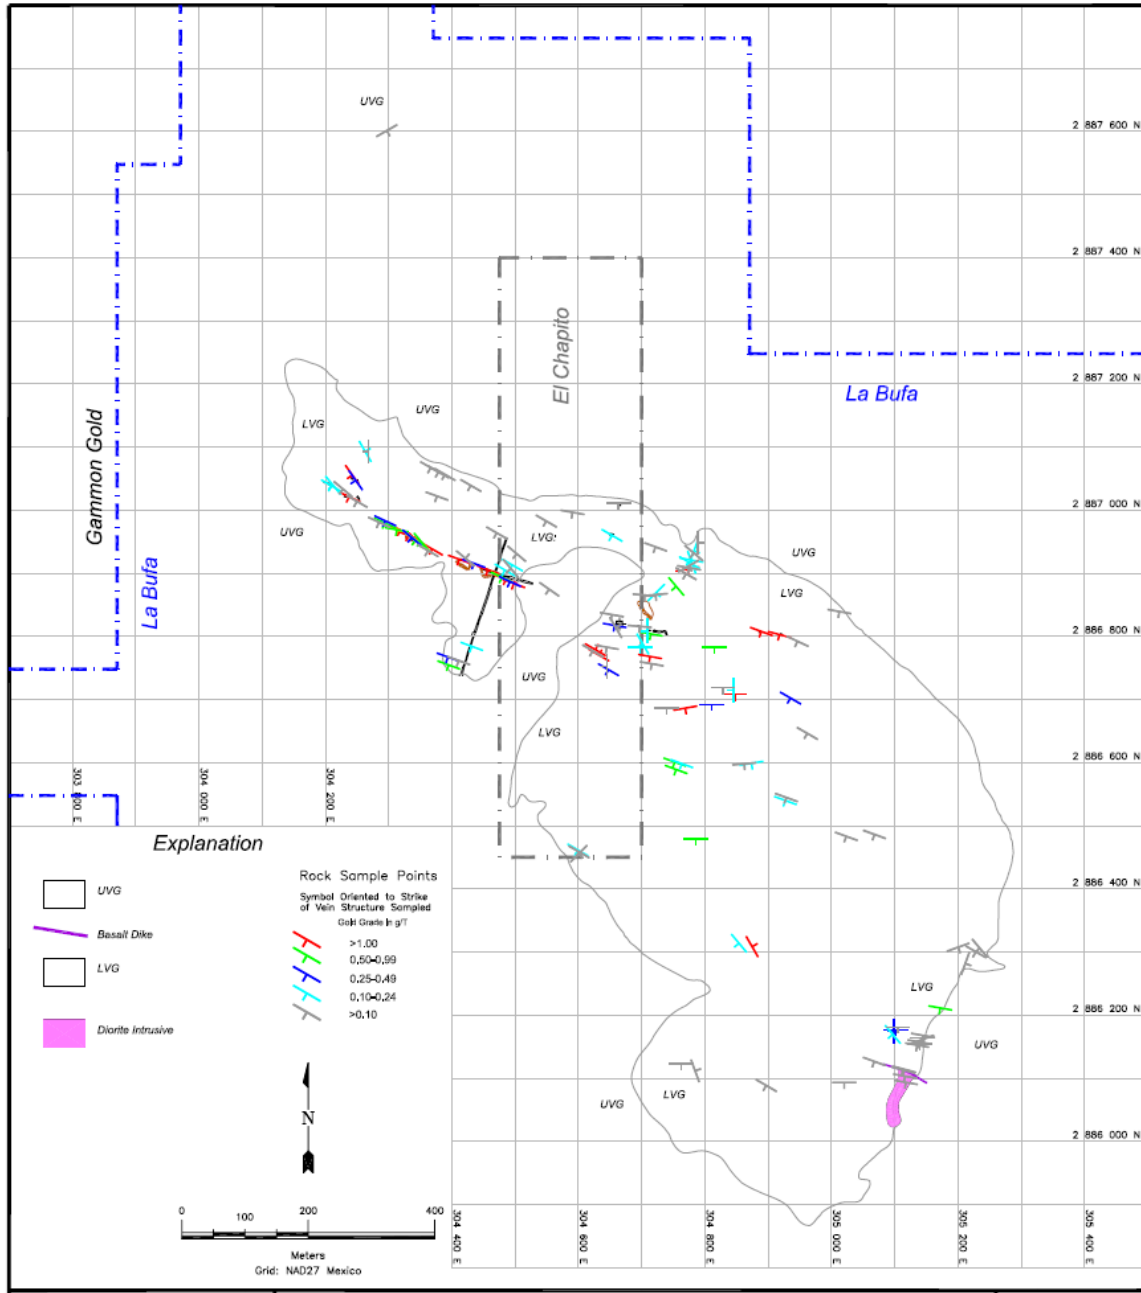 UVG
2 887 600 N
2 887 400 N
El Chapito
2 887 200 N
La Bufa
UVG
LVG
Gammon Gold
La Bufa
2 887 000 N
UVG
LVG
UVG
LVG
2 886 800 N
UVG
LVG
2 886 600 N
304 000 E
304 200 E
Explanation
UVG
Basalt Dike
LVG
Diorite Intrusive
Rock Sample Points
Symbol Oriented to Strike
of Vein Structure Sampled
Gold Grade in g/T
>1.00
0.50-0.99
0.25-0.49
0.10-0.24
>0.10
2 886 400 N
LVG
2 886 200 N
UVG
LVG
UVG
N
2 886 000 N
0 100 200 400
Meters
Grid: NAD27 Mexico
304 400 E
304 600 E
304 800 E
305 000 E
305 200 E
305 400 E